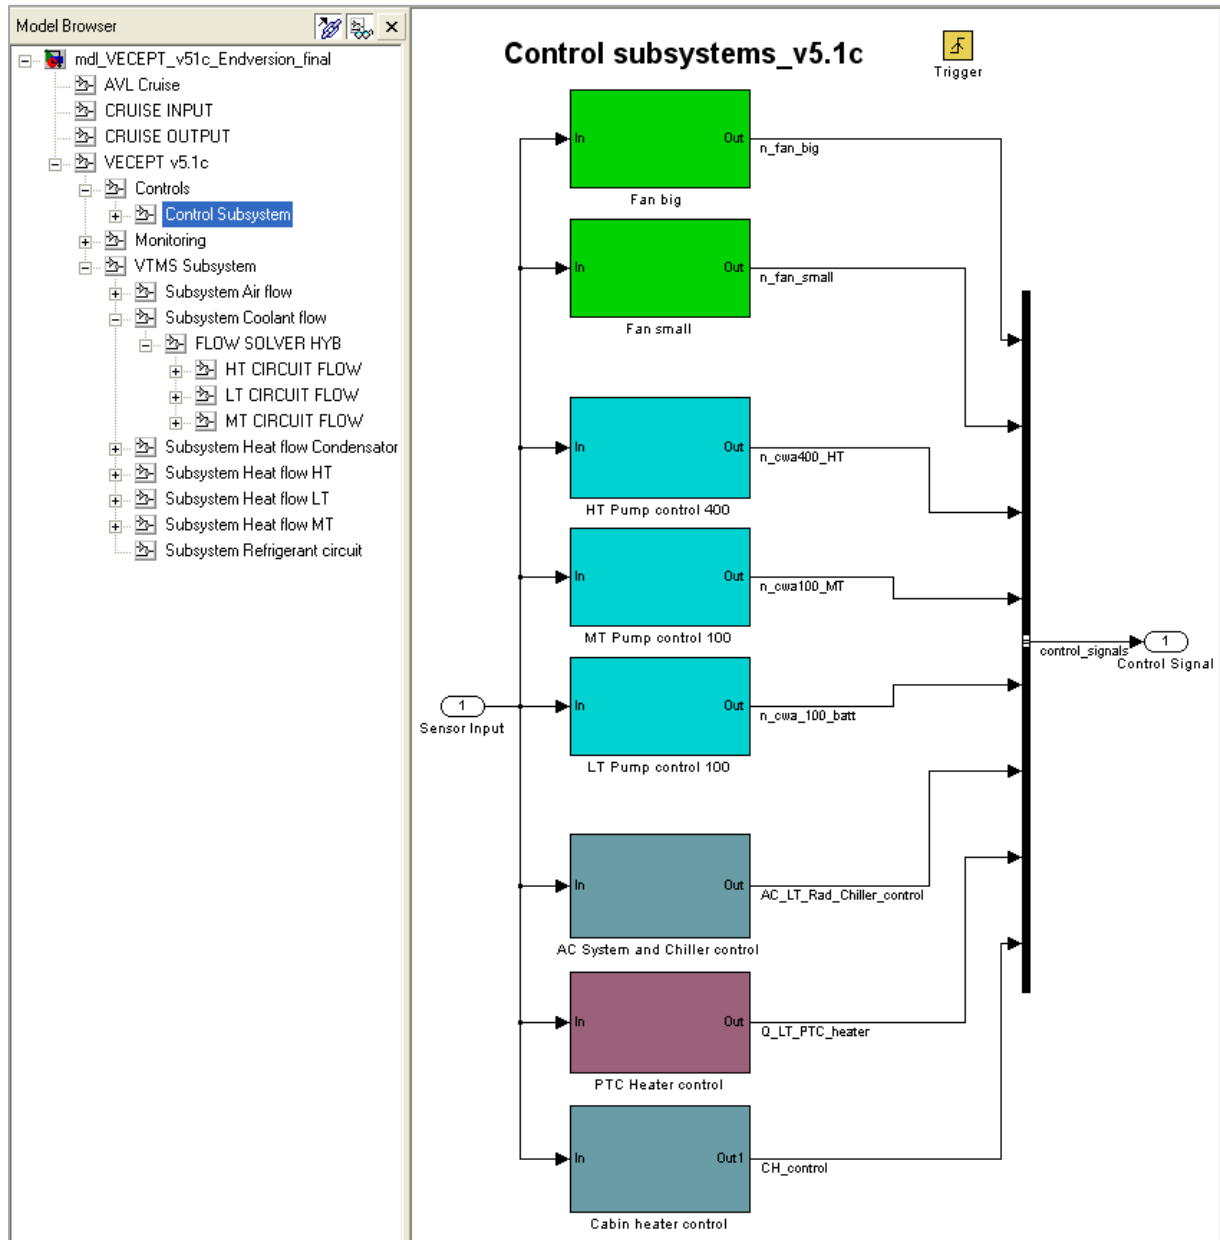 Model Browser
mdl_VECEPT_v51c_Endversion_final
AVL Cruise
CRUISE INPUT
CRUISE OUTPUT
VECEPT v5.1c
Controls
Control Subsystem
Monitoring
VTMS Subsystem
Subsystem Air flow
Subsystem Coolant flow
FLOW SOLVER HYB
HT CIRCUIT FLOW
LT CIRCUIT FLOW
MT CIRCUIT FLOW
Subsystem Heat flow Condensator
Subsystem Heat flow HT
Subsystem Heat flow LT
Subsystem Heat flow MT
Subsystem Refrigerant circuit
Control subsystems_v5.1c
Trigger
In
Out
n_fan_big
Fan big
In
Out
n_fan_small
Fan small
In
Out
n_cwa400_HT
HT Pump control 400
In
Out
n_cwa100_MT
MT Pump control 100
1
control_signals
Control Signal
1
Sensor Input
In
Out
n_cwa_100_batt
LT Pump control 100
In
Out
AC_LT_Rad_Chiller_control
AC System and Chiller control
In
Out
Q_LT_PTC_heater
PTC Heater control
In
Out1
CH_control
Cabin heater control